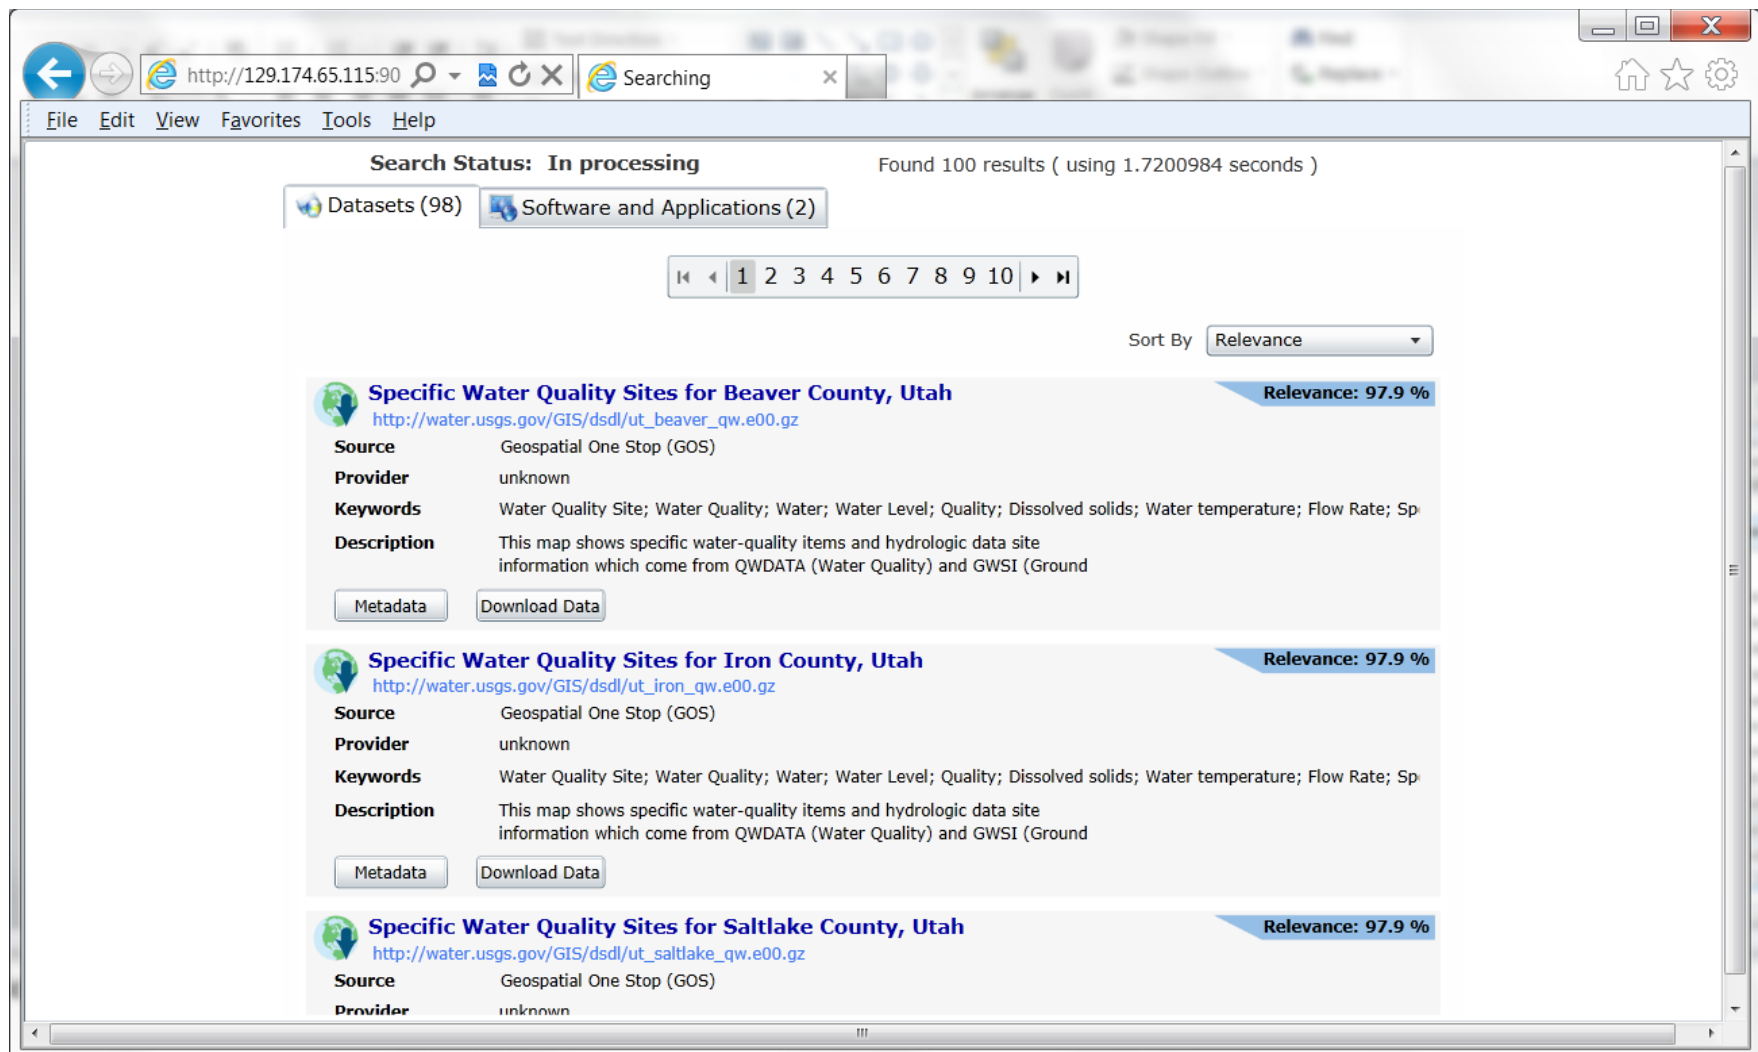 http://129.174.65.115:90
Searching
File Edit View Favorites Tools Help
Search Status: In processing
Found 100 results ( using 1.7200984 seconds )
Datasets (98)
Software and Applications (2)
1 2 3 4 5 6 7 8 9 10
Sort By Relevance
Specific Water Quality Sites for Beaver County, Utah
Relevance: 97.9 %
http://water.usgs.gov/GIS/dsdl/ut_beaver_qw.e00.gz
Source Geospatial One Stop (GOS)
Provider unknown
Keywords Water Quality Site; Water Quality; Water; Water Level; Quality; Dissolved solids; Water temperature; Flow Rate;
Description This map shows specific water-quality items and hydrologic data site
information which come from QWDATA (Water Quality) and GWSI (Ground
Metadata Download Data
Specific Water Quality Sites for Iron County, Utah
Relevance: 97.9 %
http://water.usgs.gov/GIS/dsdl/ut_iron_qw.e00.gz
Source Geospatial One Stop (GOS)
Provider unknown
Keywords Water Quality Site; Water Quality; Water; Water Level; Quality; Dissolved solids; Water temperature; Flow Rate;
Description This map shows specific water-quality items and hydrologic data site
information which come from QWDATA (Water Quality) and GWSI (Ground
Metadata Download Data
Specific Water Quality Sites for Saltlake County, Utah
Relevance: 97.9 %
http://water.usgs.gov/GIS/dsdl/ut_saltlake_qw.e00.gz
Source Geospatial One Stop (GOS)
Provider unknown